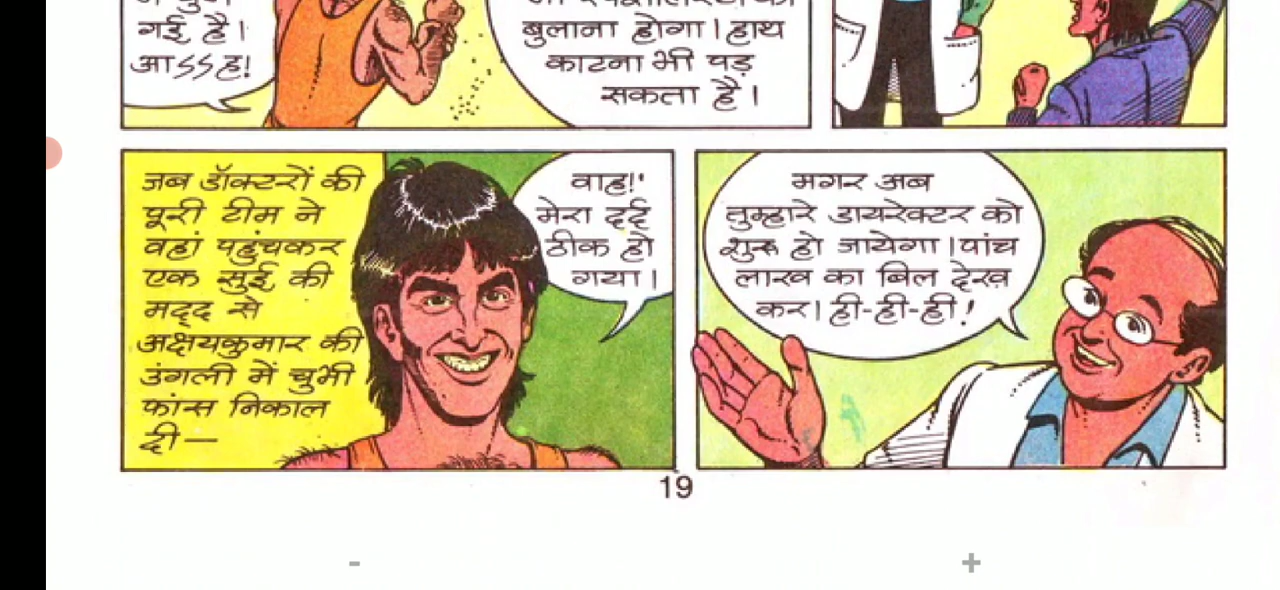 गई है।
आऽऽह!
बुलाना होगा। हाथ
काटना भी पड़
सकता है।
जब डॉक्टरों की
पूरी टीम ने
वहां पहुंचकर
एक सुई की
मद्द से
अक्षयकुमार की
उंगली में चुभी
फांस निकाल
दी—
वाह!'
मेरा दर्द
ठीक हो
गया।
मगर अब
तुम्हारे डायरेक्टर को
शुरू हो जायेगा। पांच
लाख का बिल देख
कर। ही-ही-ही!
19
-
+